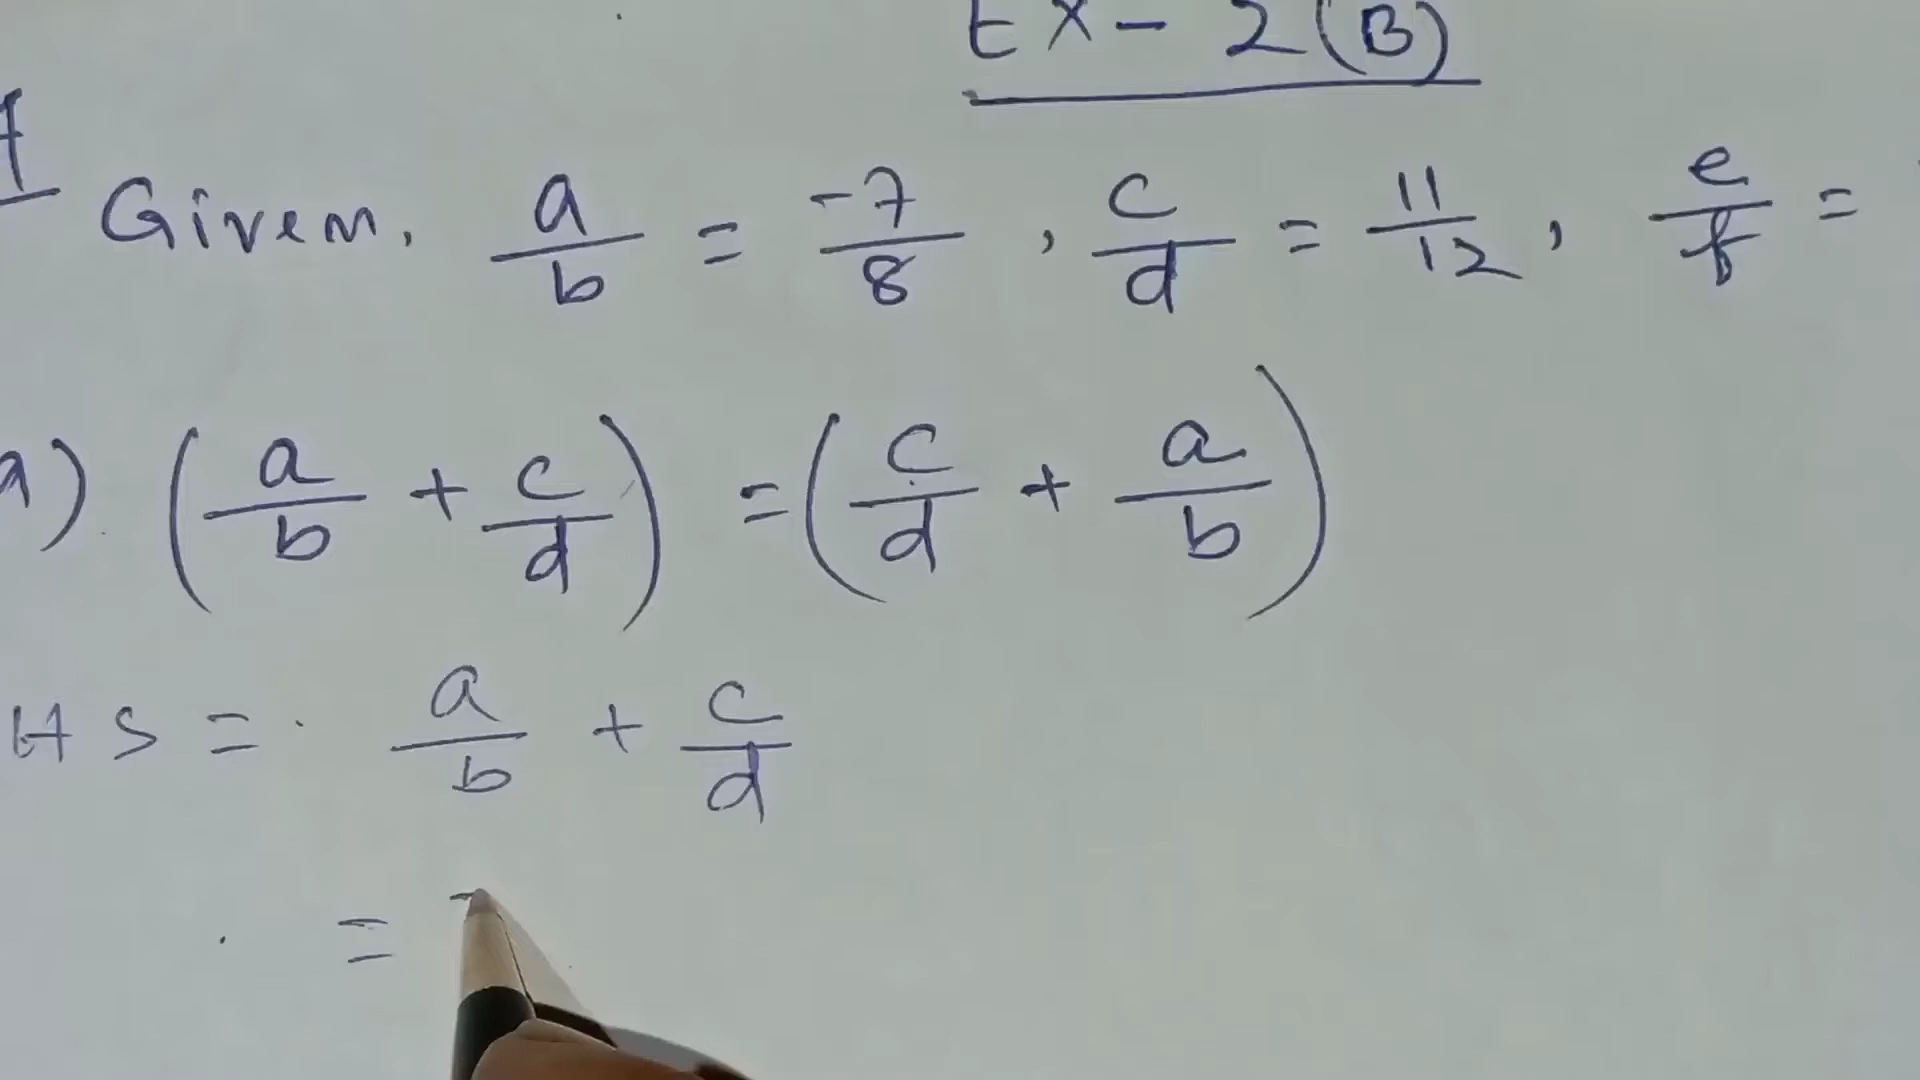 Ex - 2 (B)
Given, a/b = -7/8, c/d = 11/12, e/f =
a) (a/b + c/d) = (c/d + a/b)
HS = a/b + c/d
= -